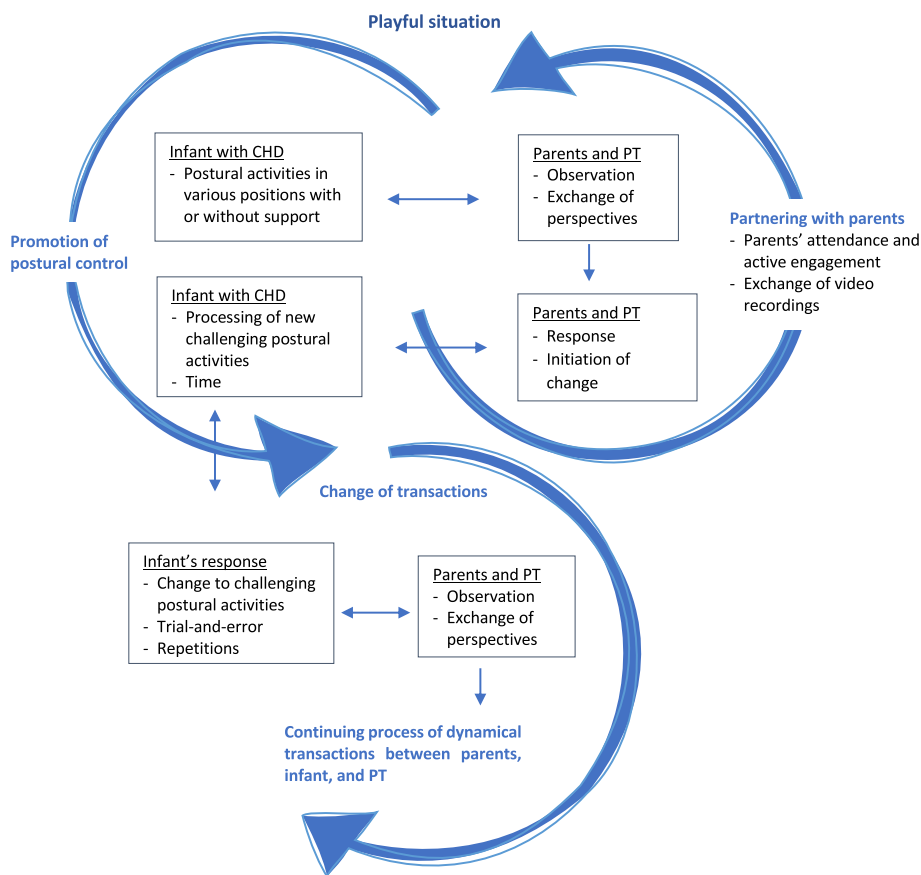 Playful situation
Infant with CHD
- Postural activities in
various positions with
or without support
Parents and PT
- Observation
- Exchange of
perspectives
Partnering with parents
- Parents’ attendance and
active engagement
- Exchange of video
recordings
Promotion of
postural control
Infant with CHD
- Processing of new
challenging postural
activities
- Time
Parents and PT
- Response
- Initiation of
change
Change of transactions
Infant’s response
- Change to challenging
postural activities
- Trial-and-error
- Repetitions
Parents and PT
- Observation
- Exchange of
perspectives
Continuing process of dynamical
transactions between parents,
infant, and PT